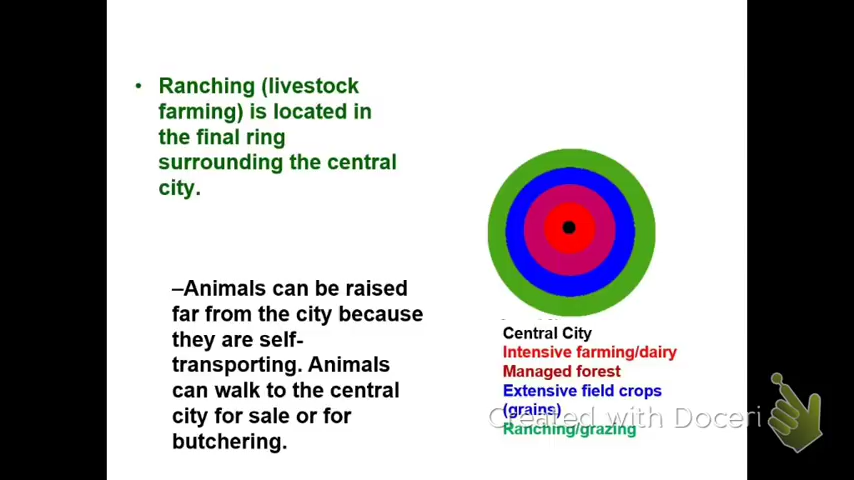 • Ranching (livestock
farming) is located in
the final ring
surrounding the central
city.
–Animals can be raised
far from the city because
they are self-
transporting. Animals
can walk to the central
city for sale or for
butchering.
Central City
Intensive farming/dairy
Managed forest
Extensive field crops
(grains)
Ranching/grazing
Created with Doceri